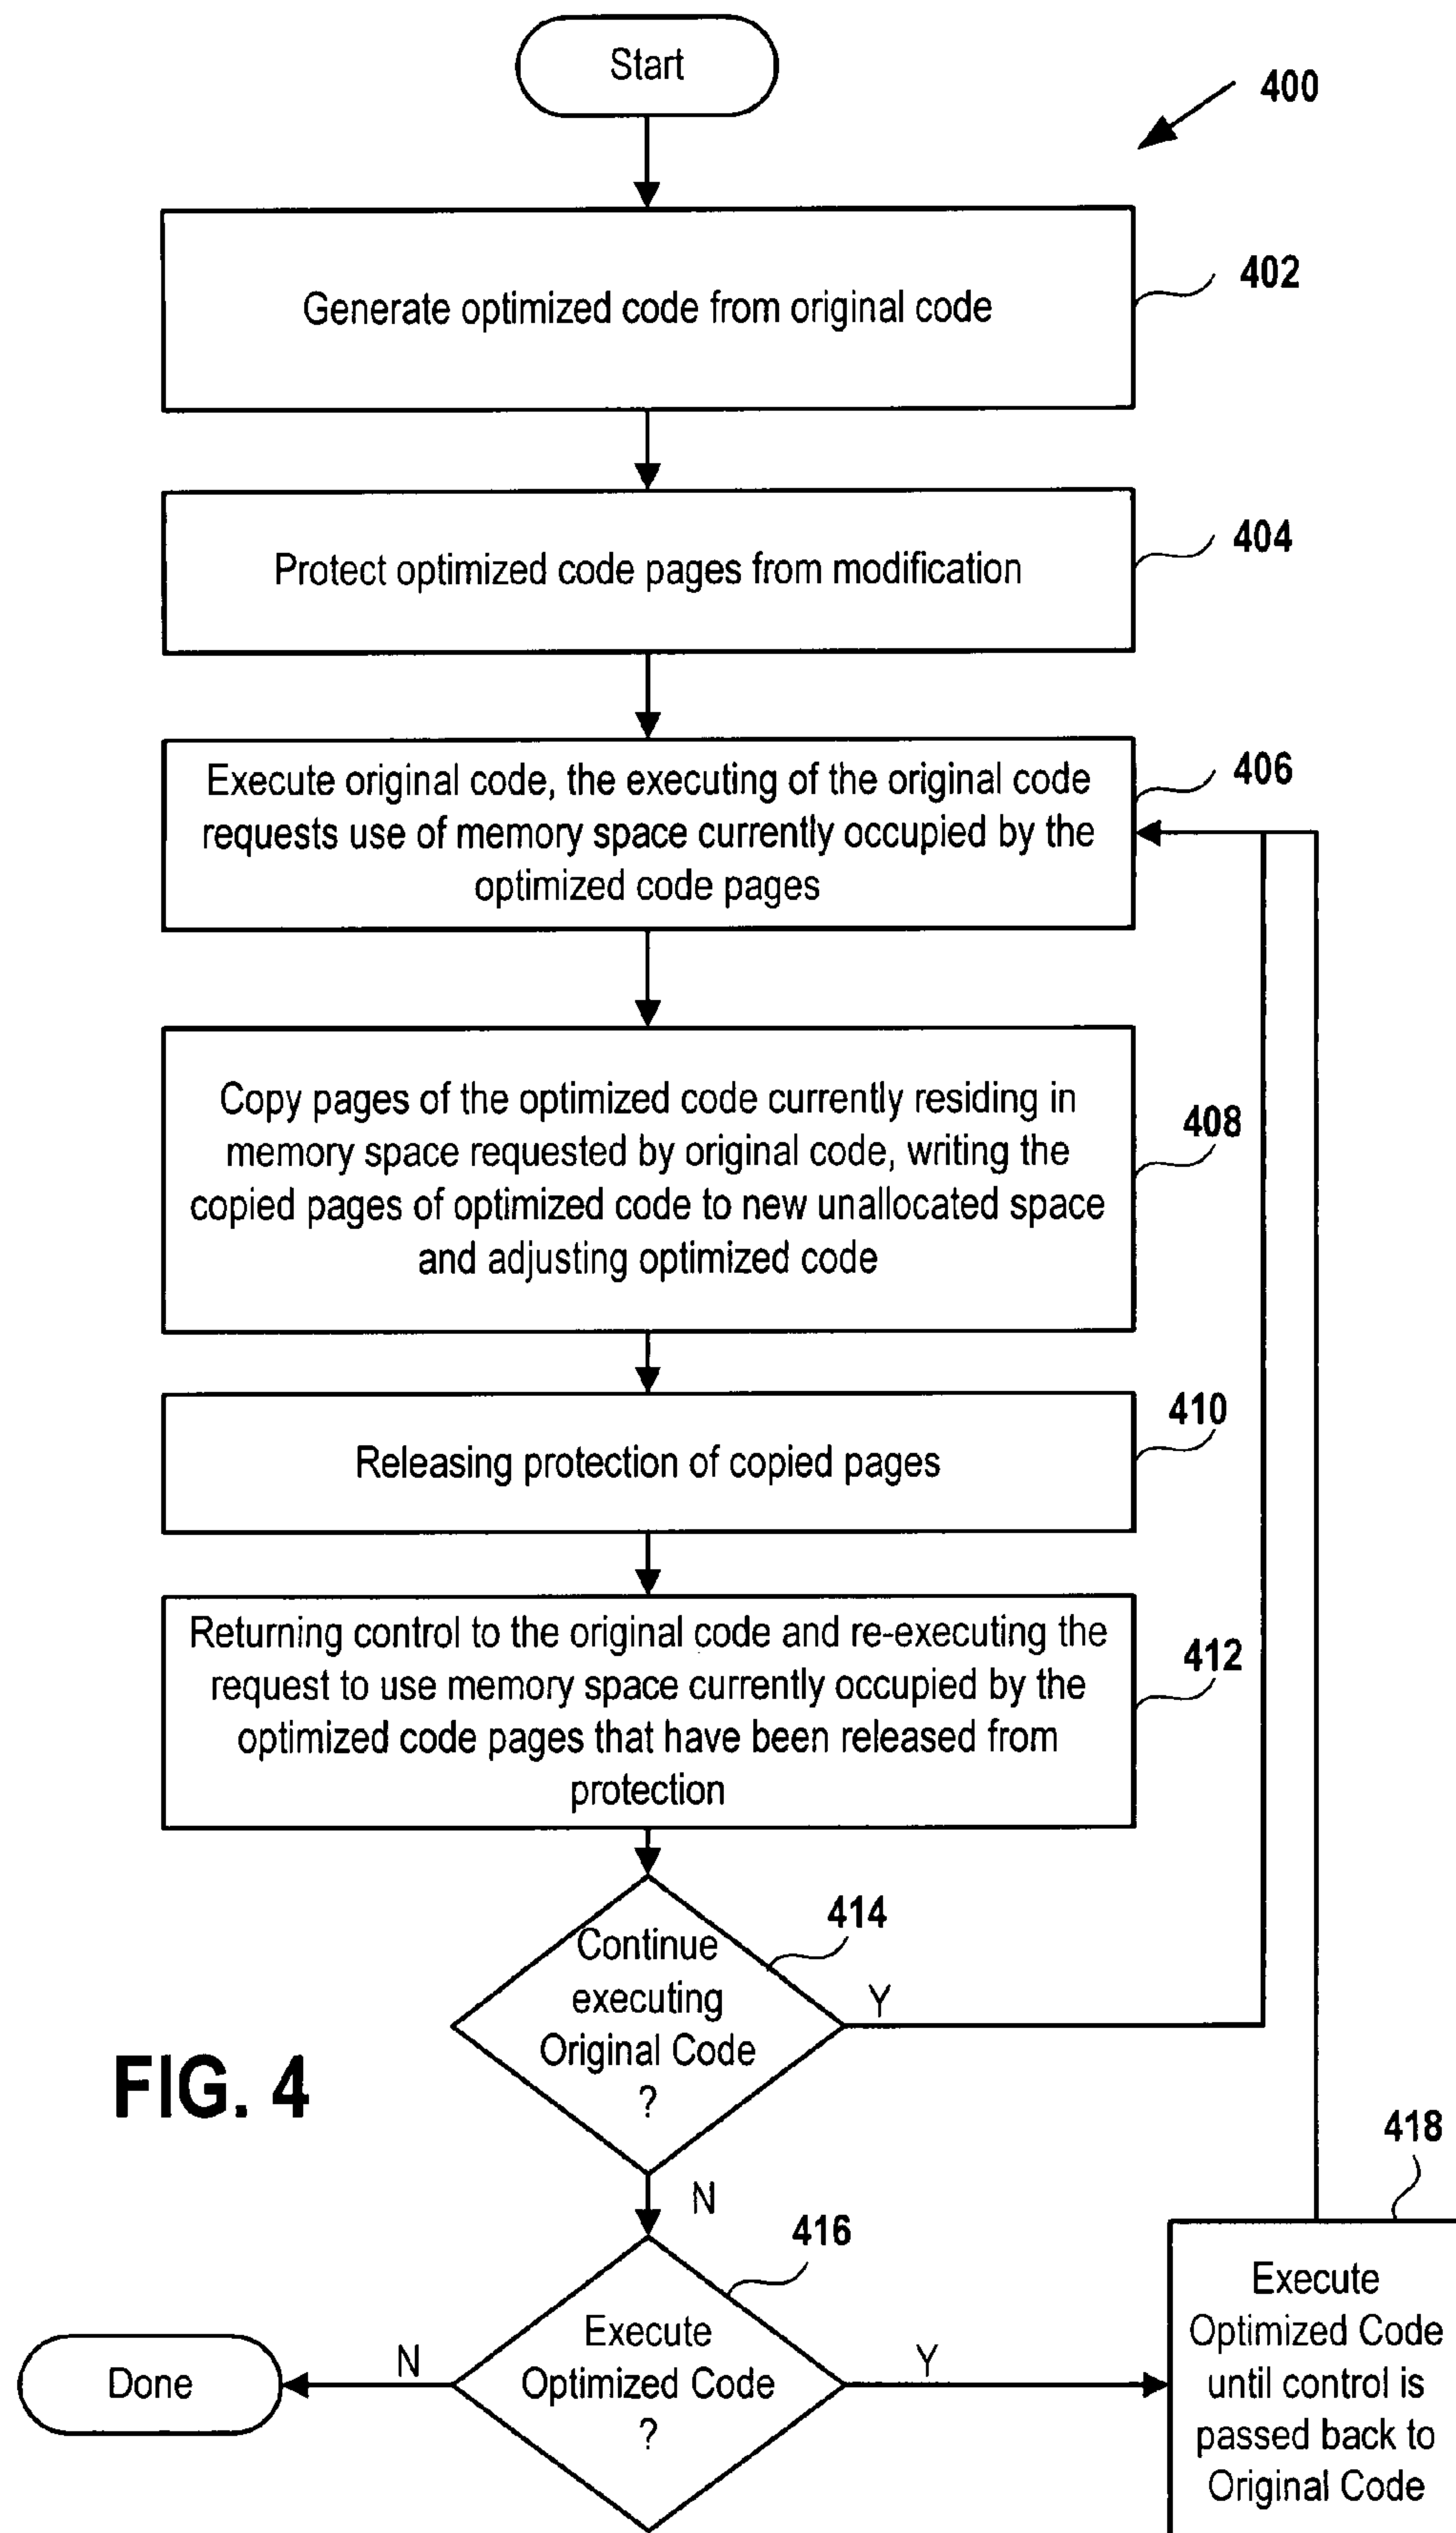 Start
400
Generate optimized code from original code
402
Protect optimized code pages from modification
404
Execute original code, the executing of the original code
requests use of memory space currently occupied by the
optimized code pages
406
Copy pages of the optimized code currently residing in
memory space requested by original code, writing the
copied pages of optimized code to new unallocated space
and adjusting optimized code
408
Releasing protection of copied pages
410
Returning control to the original code and re-executing the
request to use memory space currently occupied by the
optimized code pages that have been released from
protection
412
Continue
executing
Original Code
?
414
Y
N
FIG. 4
Execute
Optimized Code
?
416
N
Y
Done
418
Execute
Optimized Code
until control is
passed back to
Original Code